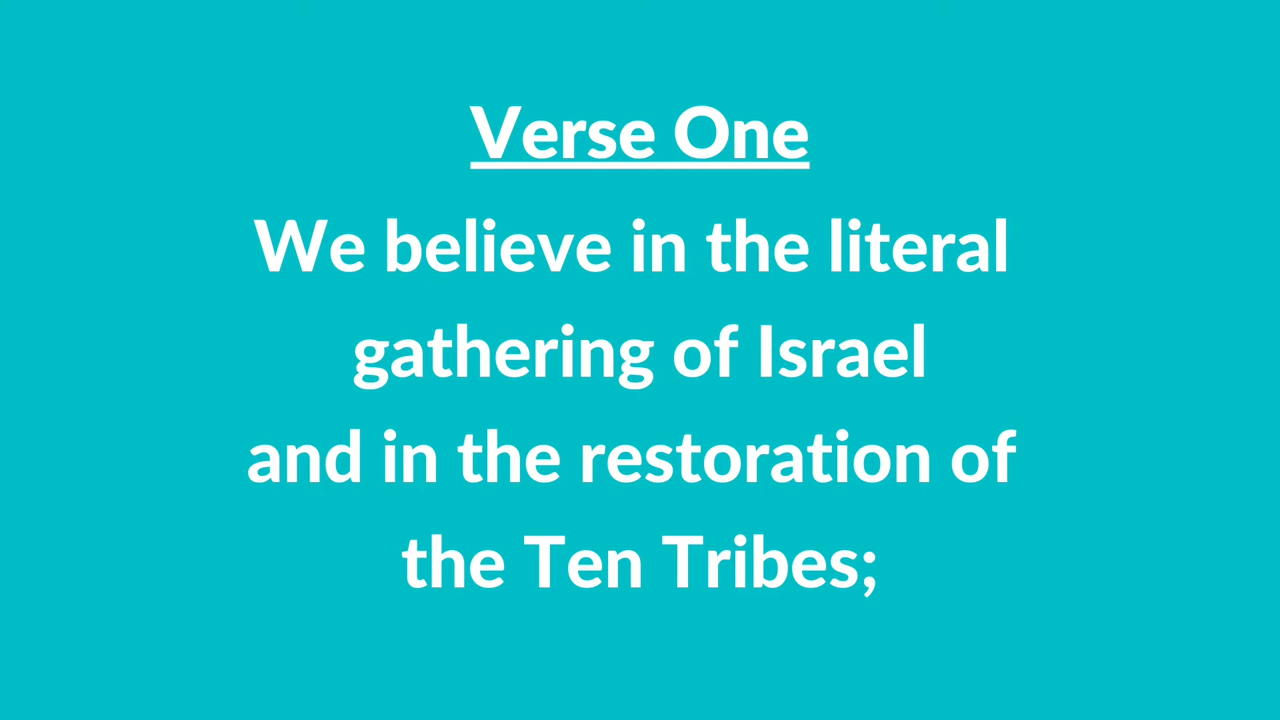 Verse One
We believe in the literal
gathering of Israel
and in the restoration of
the Ten Tribes;